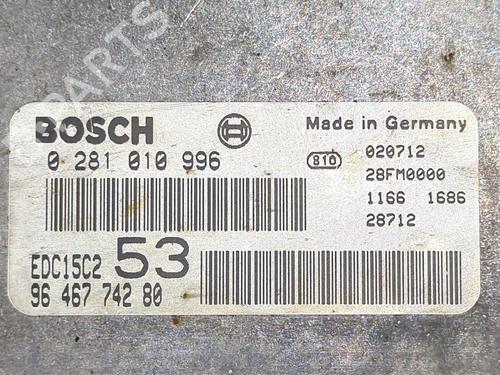 PARTS
BOSCH
Made in Germany
0 281 010 996
816
020712
28FM0000
1166 1686
28712
EDC15C2 53
96 467 742 80